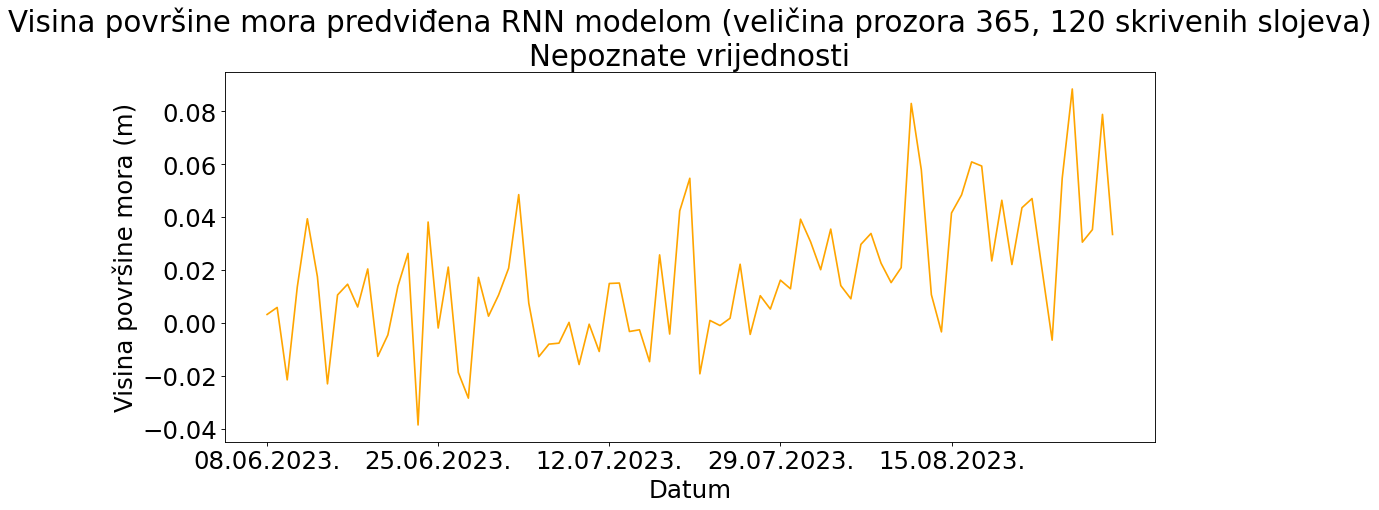 Visina površine mora predviđena RNN modelom (veličina prozora 365, 120 skrivenih slojeva)
Nepoznate vrijednosti
Visina površine mora (m)
0.08
0.06
0.04
0.02
0.00
−0.02
−0.04
08.06.2023. 25.06.2023. 12.07.2023. 29.07.2023. 15.08.2023.
Datum